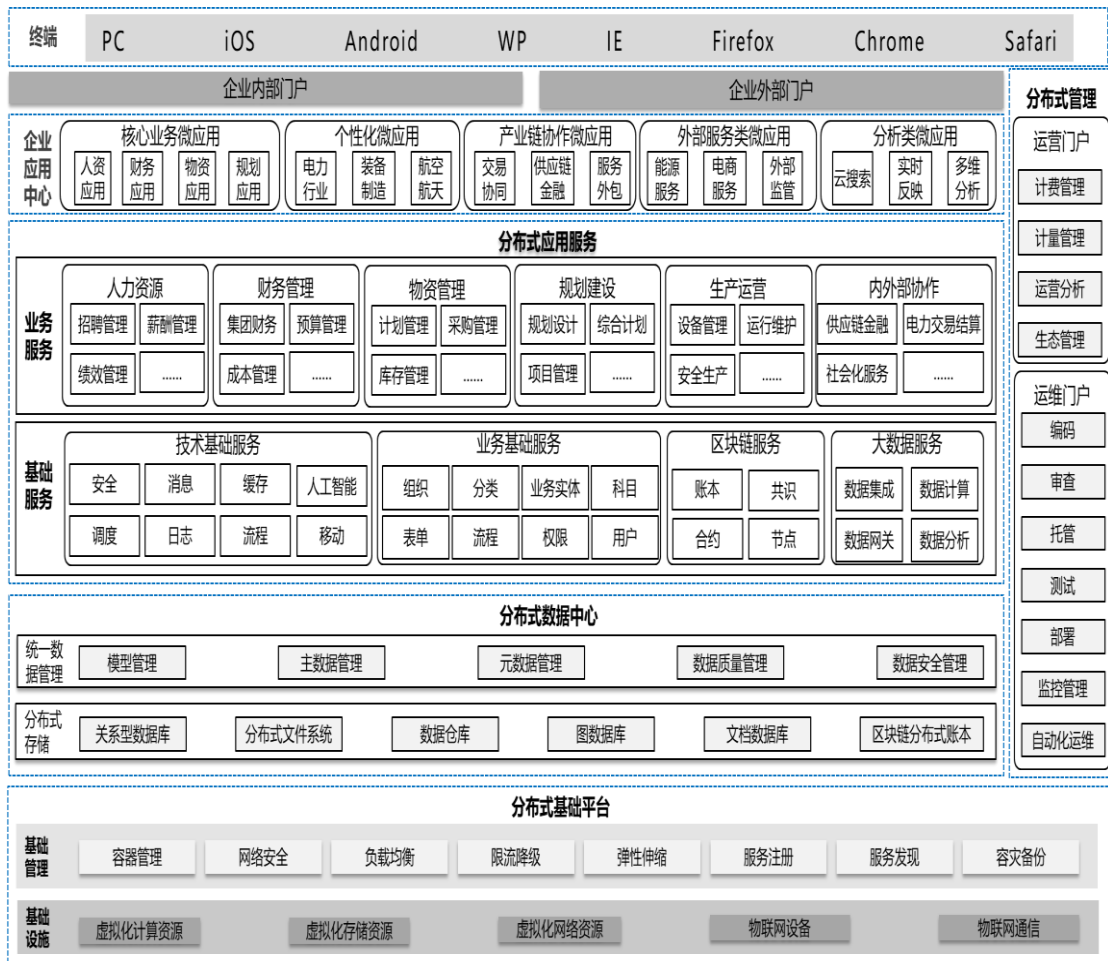 终端 PC iOS Android WP IE Firefox Chrome Safari
企业内部门户 企业外部门户
企业应用中心
核心业务微应用
人资应用 财务应用 物资应用 规划应用
个性化微应用
电力行业 装备制造 航空航天
产业链协作微应用
交易协同 供应链金融 服务外包
外部服务类微应用
能源服务 电商服务 外部监管
分析类微应用
云搜索 实时反映 多维分析
分布式应用服务
业务服务
人力资源
招聘管理 薪酬管理
绩效管理 ......
财务管理
集团财务 预算管理
成本管理 ......
物资管理
计划管理 采购管理
库存管理 ......
规划建设
规划设计 综合计划
项目管理 ......
生产运营
设备管理 运行维护
安全生产 ......
内外部协作
供应链金融 电力交易结算
社会化服务 ......
基础服务
技术基础服务
安全 消息 缓存 人工智能
调度 日志 流程 移动
业务基础服务
组织 分类 业务实体 科目
表单 流程 权限 用户
区块链服务
账本 共识
合约 节点
大数据服务
数据集成 数据计算
数据网关 数据分析
分布式数据中心
统一数据管理
模型管理 主数据管理 元数据管理 数据质量管理 数据安全管理
分布式存储
关系型数据库 分布式文件系统 数据仓库 图数据库 文档数据库 区块链分布式账本
分布式管理
运营门户
计费管理
计量管理
运营分析
生态管理
运维门户
编码
审查
托管
测试
部署
监控管理
自动化运维
分布式基础平台
基础管理
容器管理 网络安全 负载均衡 限流降级 弹性伸缩 服务注册 服务发现 容灾备份
基础设施
虚拟化计算资源 虚拟化存储资源 虚拟化网络资源 物联网设备 物联网通信